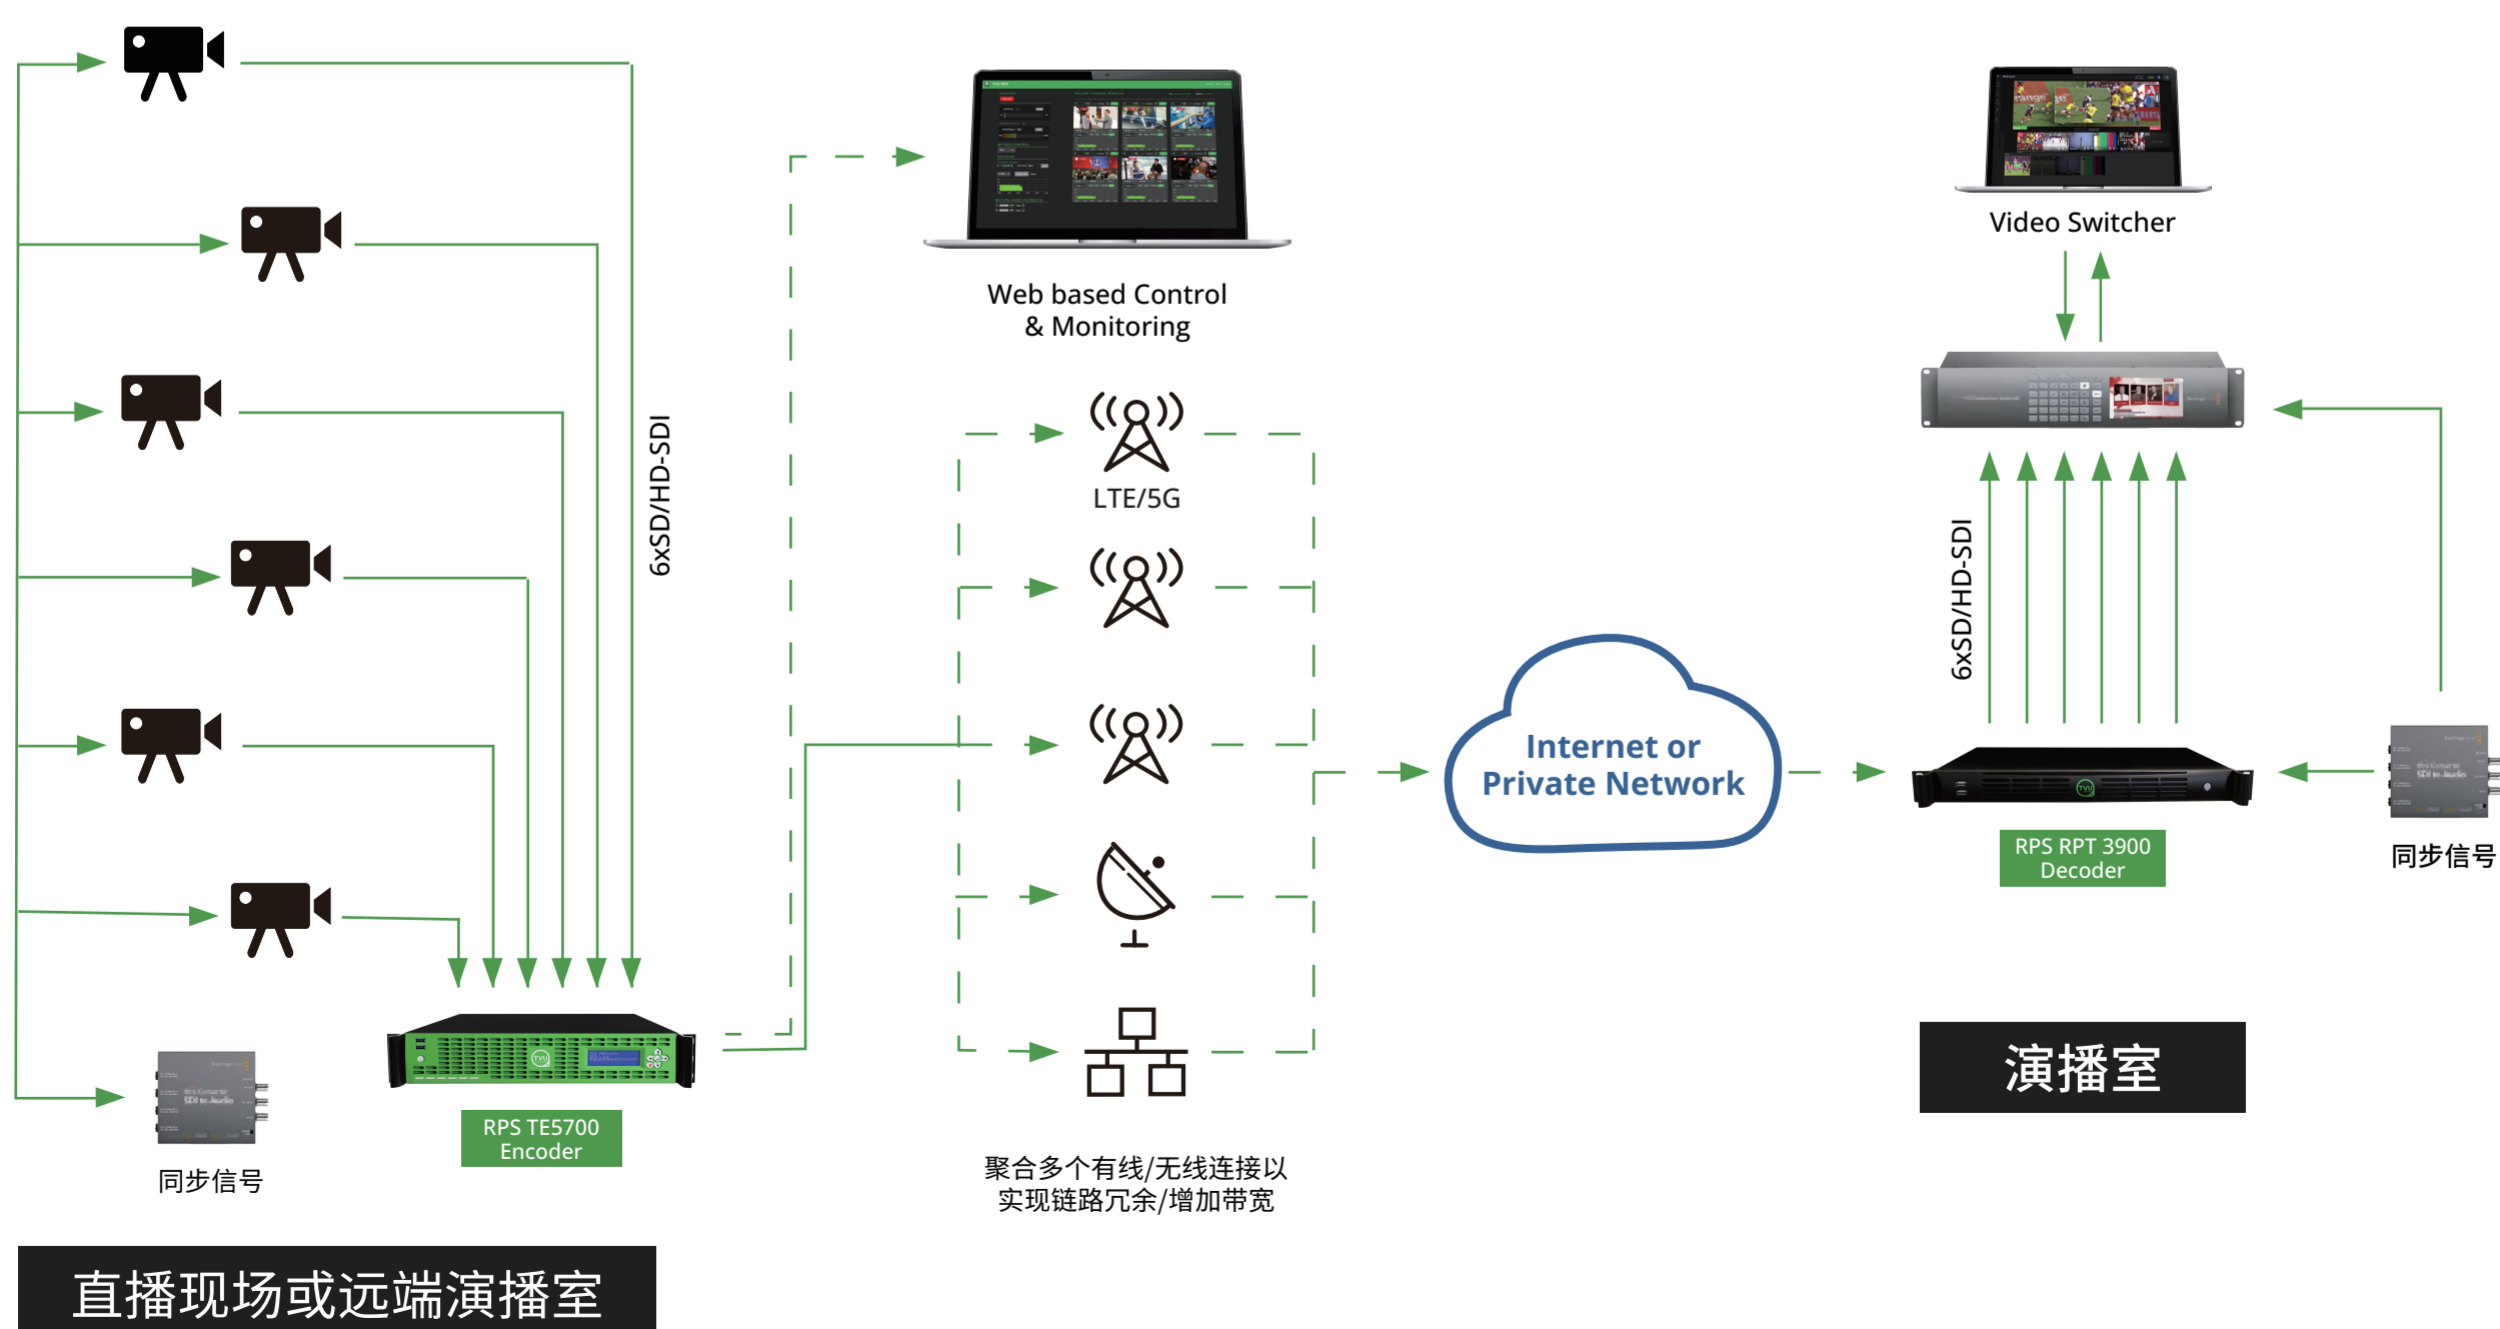 6xSD/HD-SDI
同步信号
TVU
RPS TE5700
Encoder
直播现场或远端演播室
Web based Control
& Monitoring
LTE/5G
聚合多个有线/无线连接以
实现链路冗余/增加带宽
Internet or
Private Network
Video Switcher
6xSD/HD-SDI
TVU
RPS RPT 3900
Decoder
同步信号
演播室